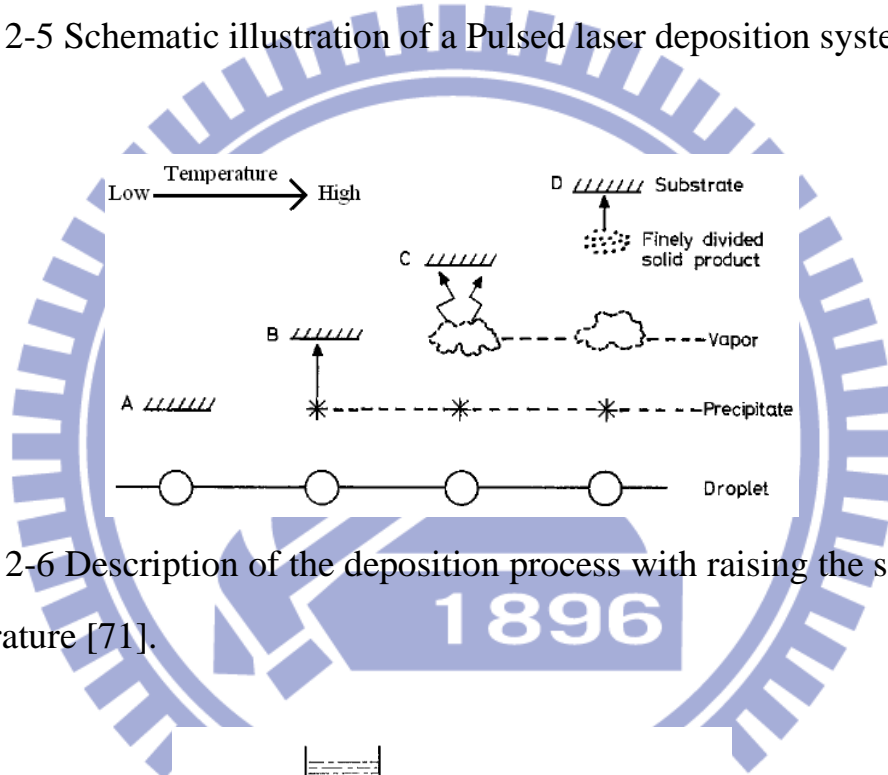 2-5 Schematic illustration of a Pulsed laser deposition syste
Temperature
Low High
D Substrate
Finely divided
solid product
C
B
Vapor
A
Precipitate
Droplet
2-6 Description of the deposition process with raising the s
rature [71].
1896